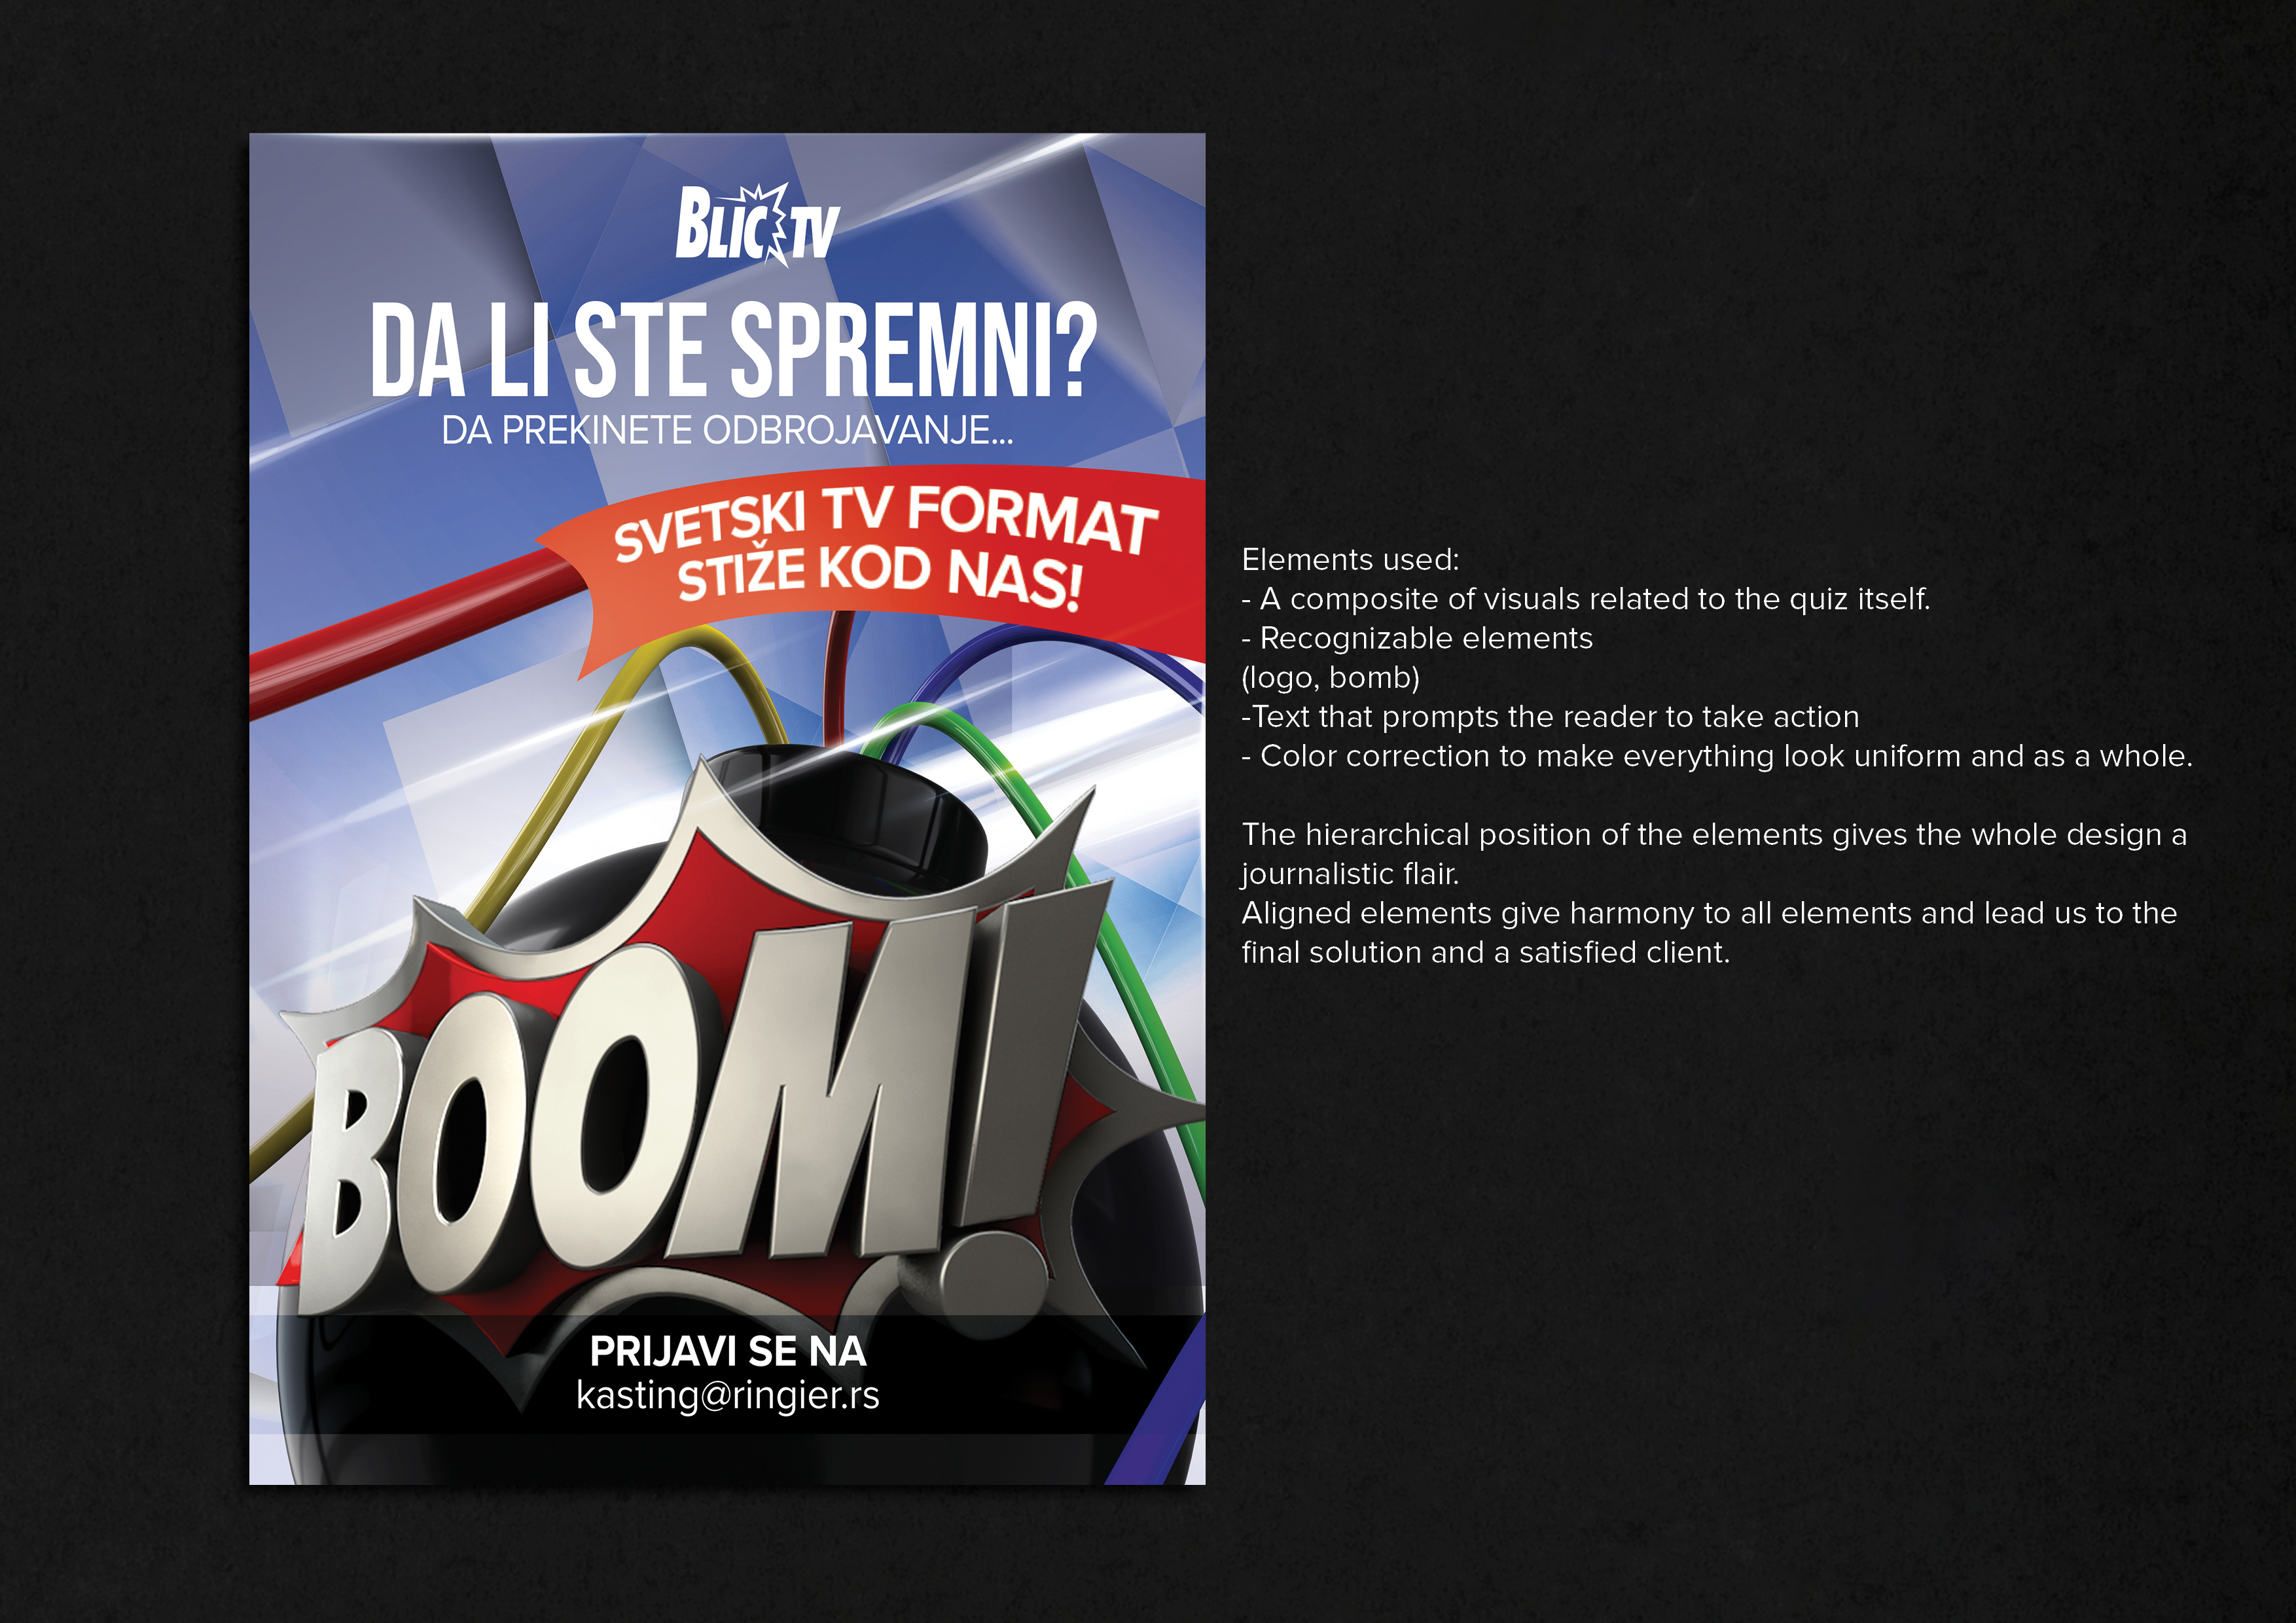 BLIC TV
DA LI STE SPREMNI?
DA PREKINETE ODBROJAVANJE...
SVETSKI TV FORMAT
STIŽE KOD NAS!
BOOM!
PRIJAVI SE NA
kasting@ringier.rs
Elements used:
- A composite of visuals related to the quiz itself.
- Recognizable elements
(logo, bomb)
-Text that prompts the reader to take action
- Color correction to make everything look uniform and as a whole.
The hierarchical position of the elements gives the whole design a
journalistic flair.
Aligned elements give harmony to all elements and lead us to the
final solution and a satisfied client.